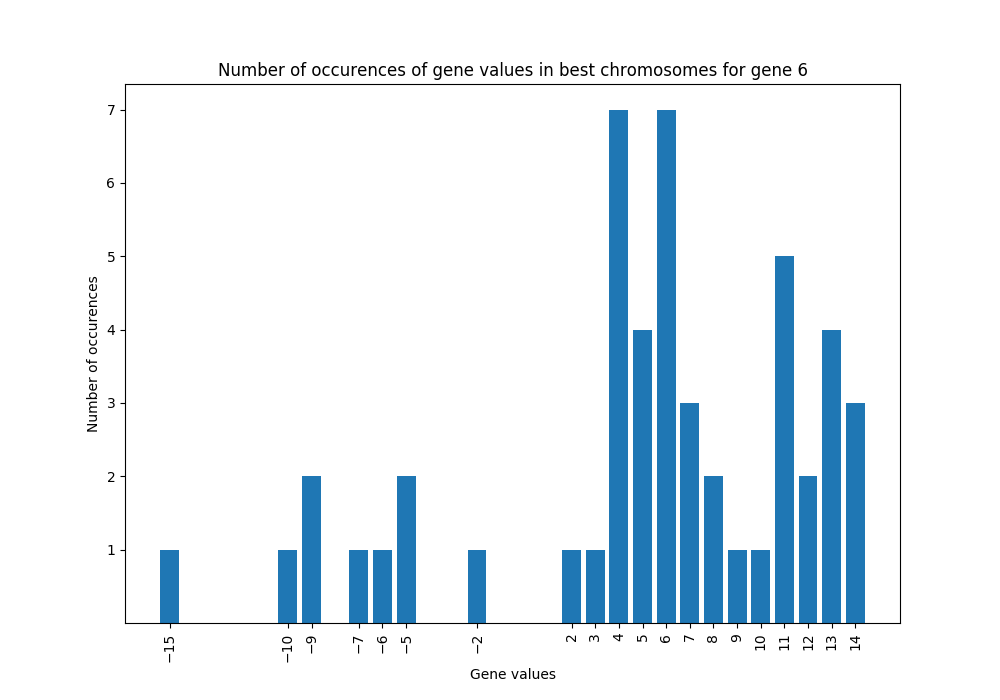 Number of occurences of gene values in best chromosomes for gene 6
Number of occurences
7
6
5
4
3
2
1
−15 −10 −9 −7 −6 −5 −2 2 3 4 5 6 7 8 9 10 11 12 13 14
Gene values